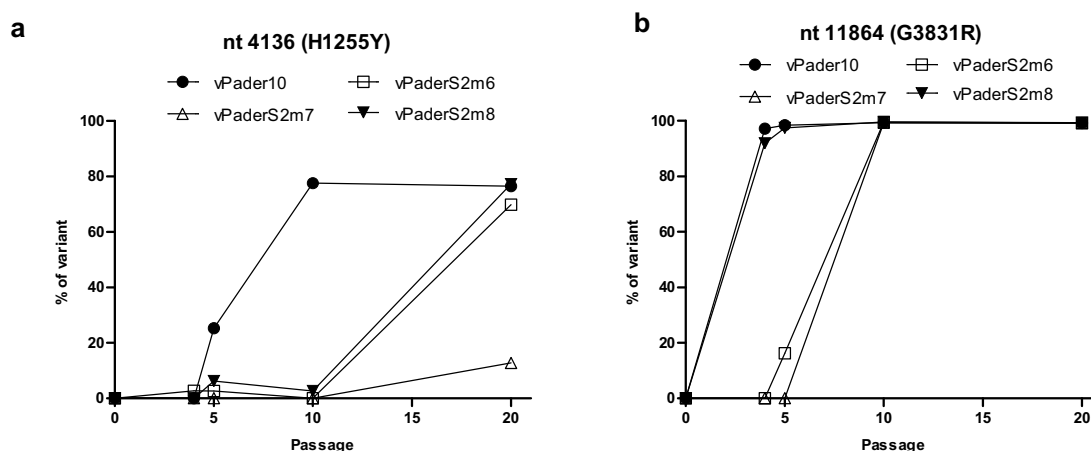 a
nt 4136 (H1255Y)
vPader10
vPaderS2m6
vPaderS2m7
vPaderS2m8
100
80
60
40
20
0
% of variant
0
5
10
15
20
Passage
b
nt 11864 (G3831R)
vPader10
vPaderS2m6
vPaderS2m7
vPaderS2m8
100
80
60
40
20
0
% of variant
0
5
10
15
20
Passage